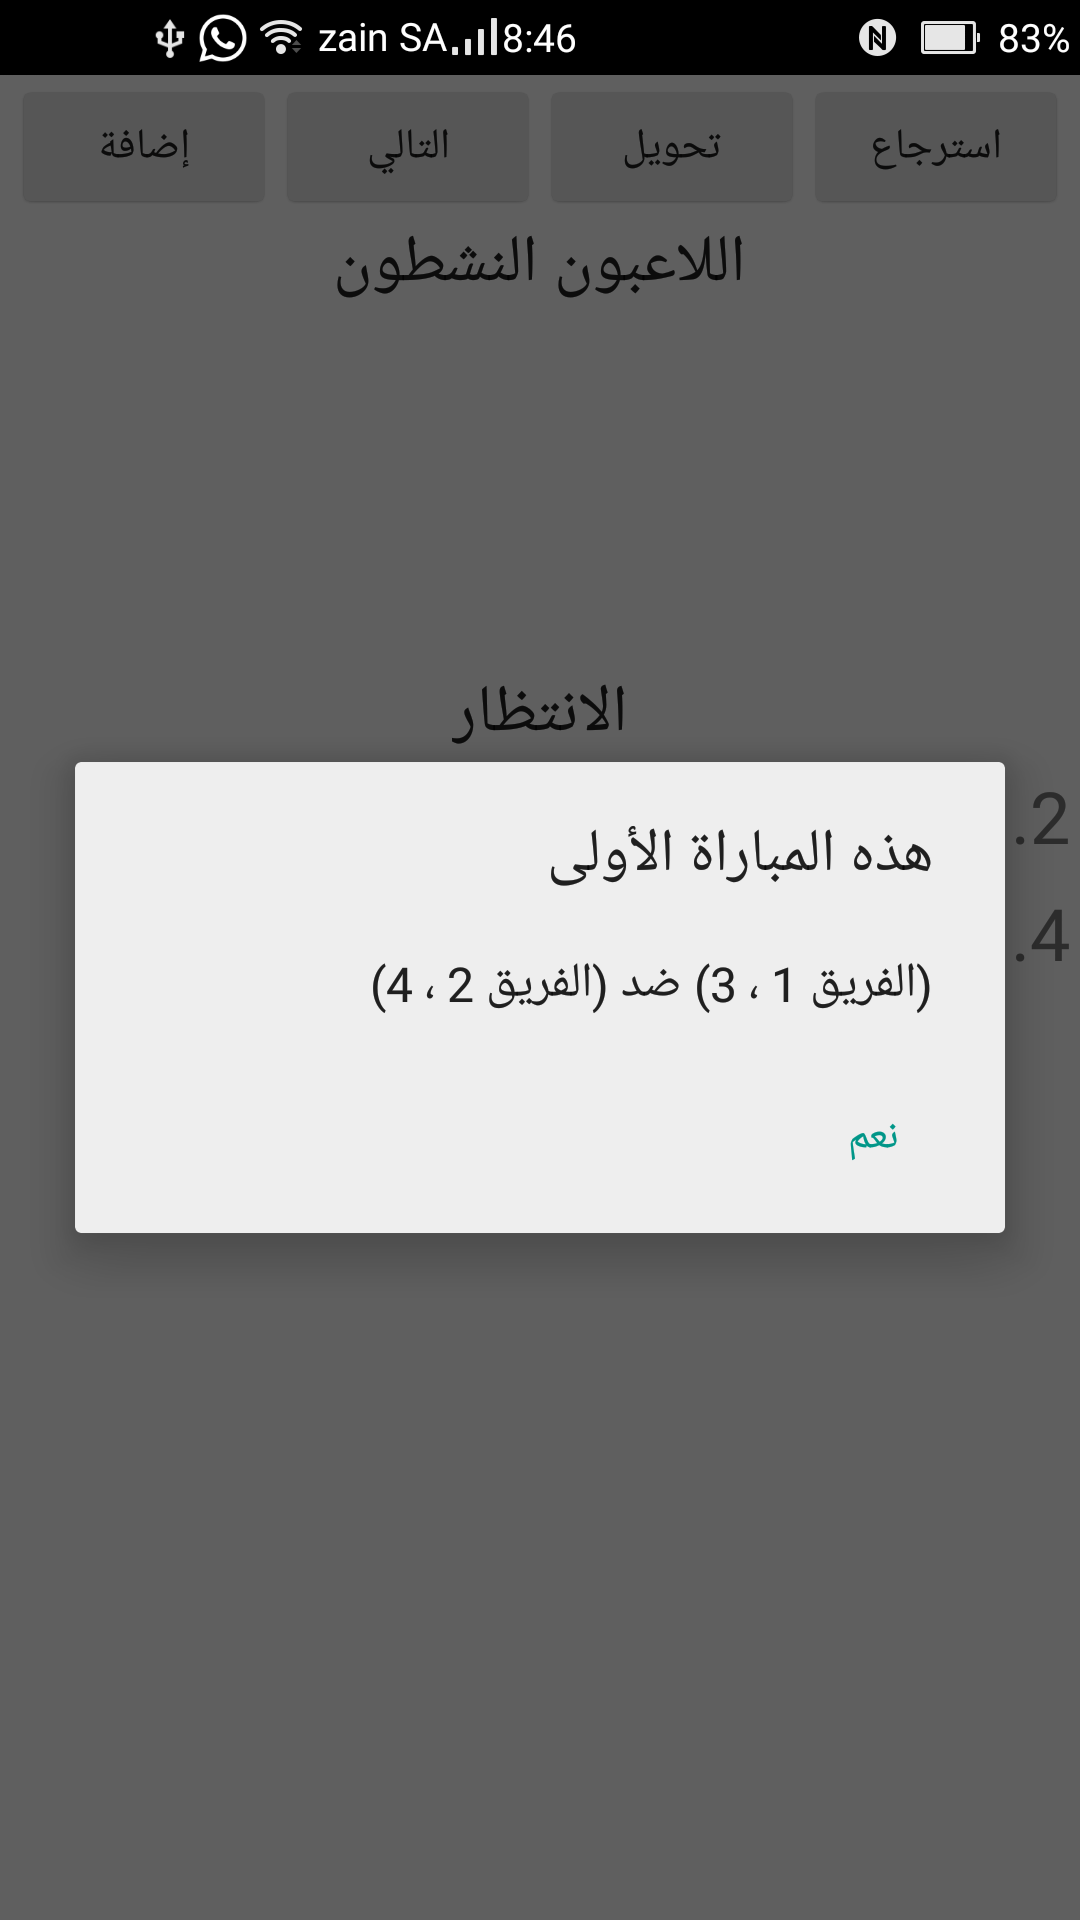 zain SA 8:46 83%
استرجاع تحويل التالي إضافة
اللاعبون النشطون
الانتظار
2.
4.
هذه المباراة الأولى
(الفريق 1 ، 3) ضد (الفريق 2 ، 4)
نعم